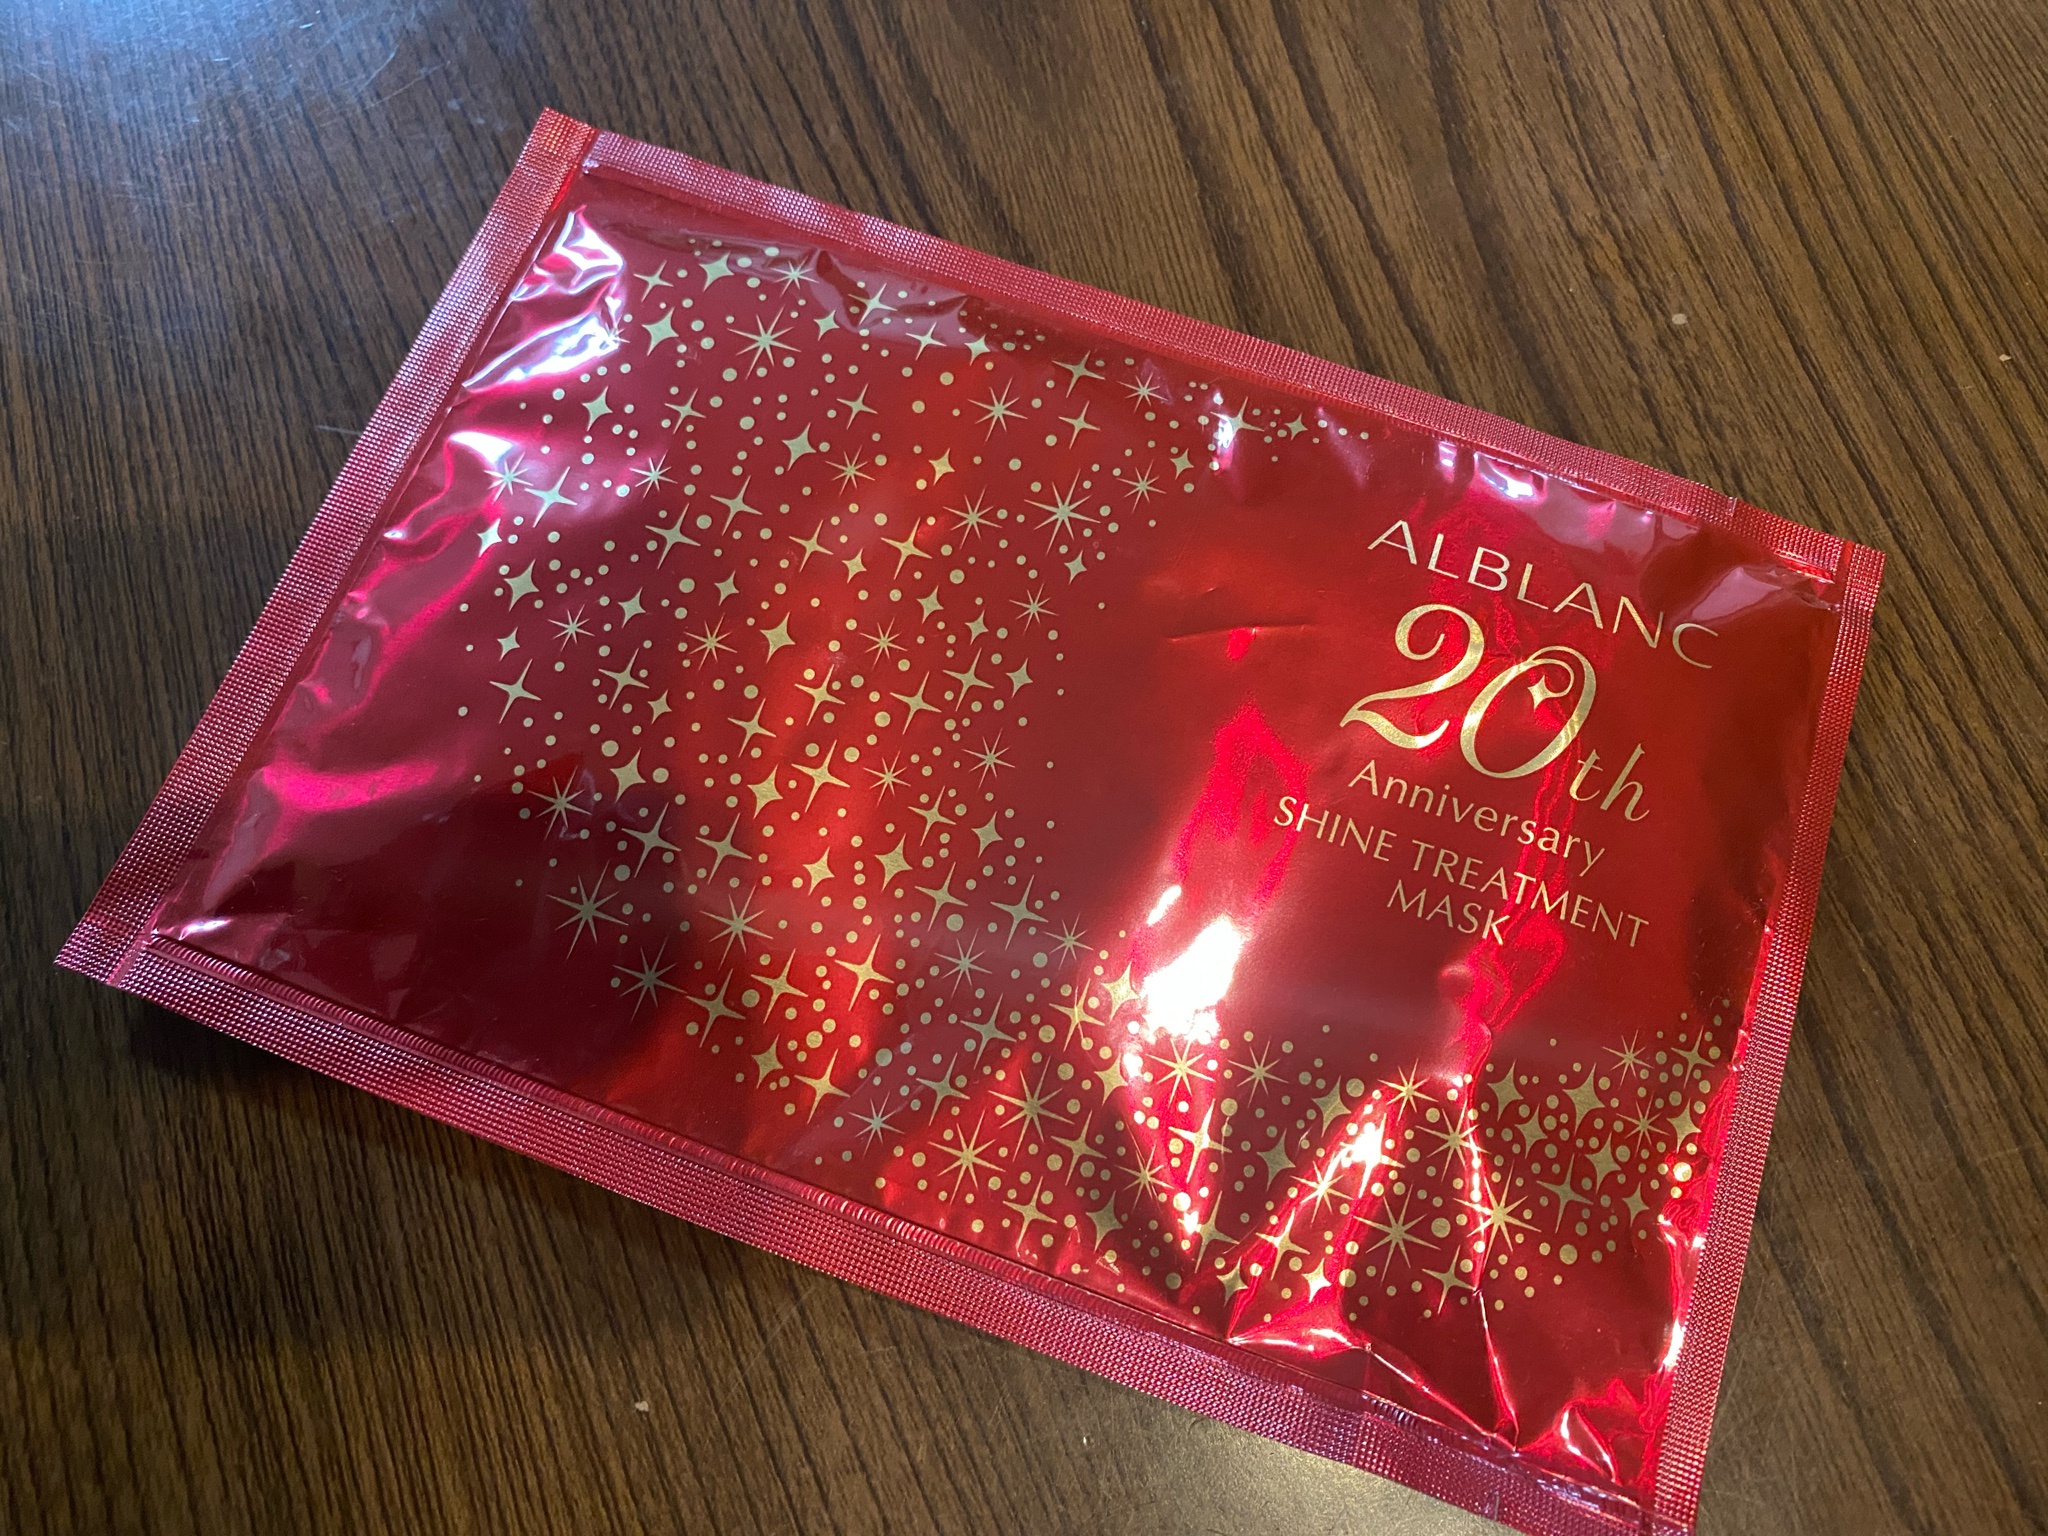 ALBLANC
20th
Anniversary
SHINE TREATMENT
MASK